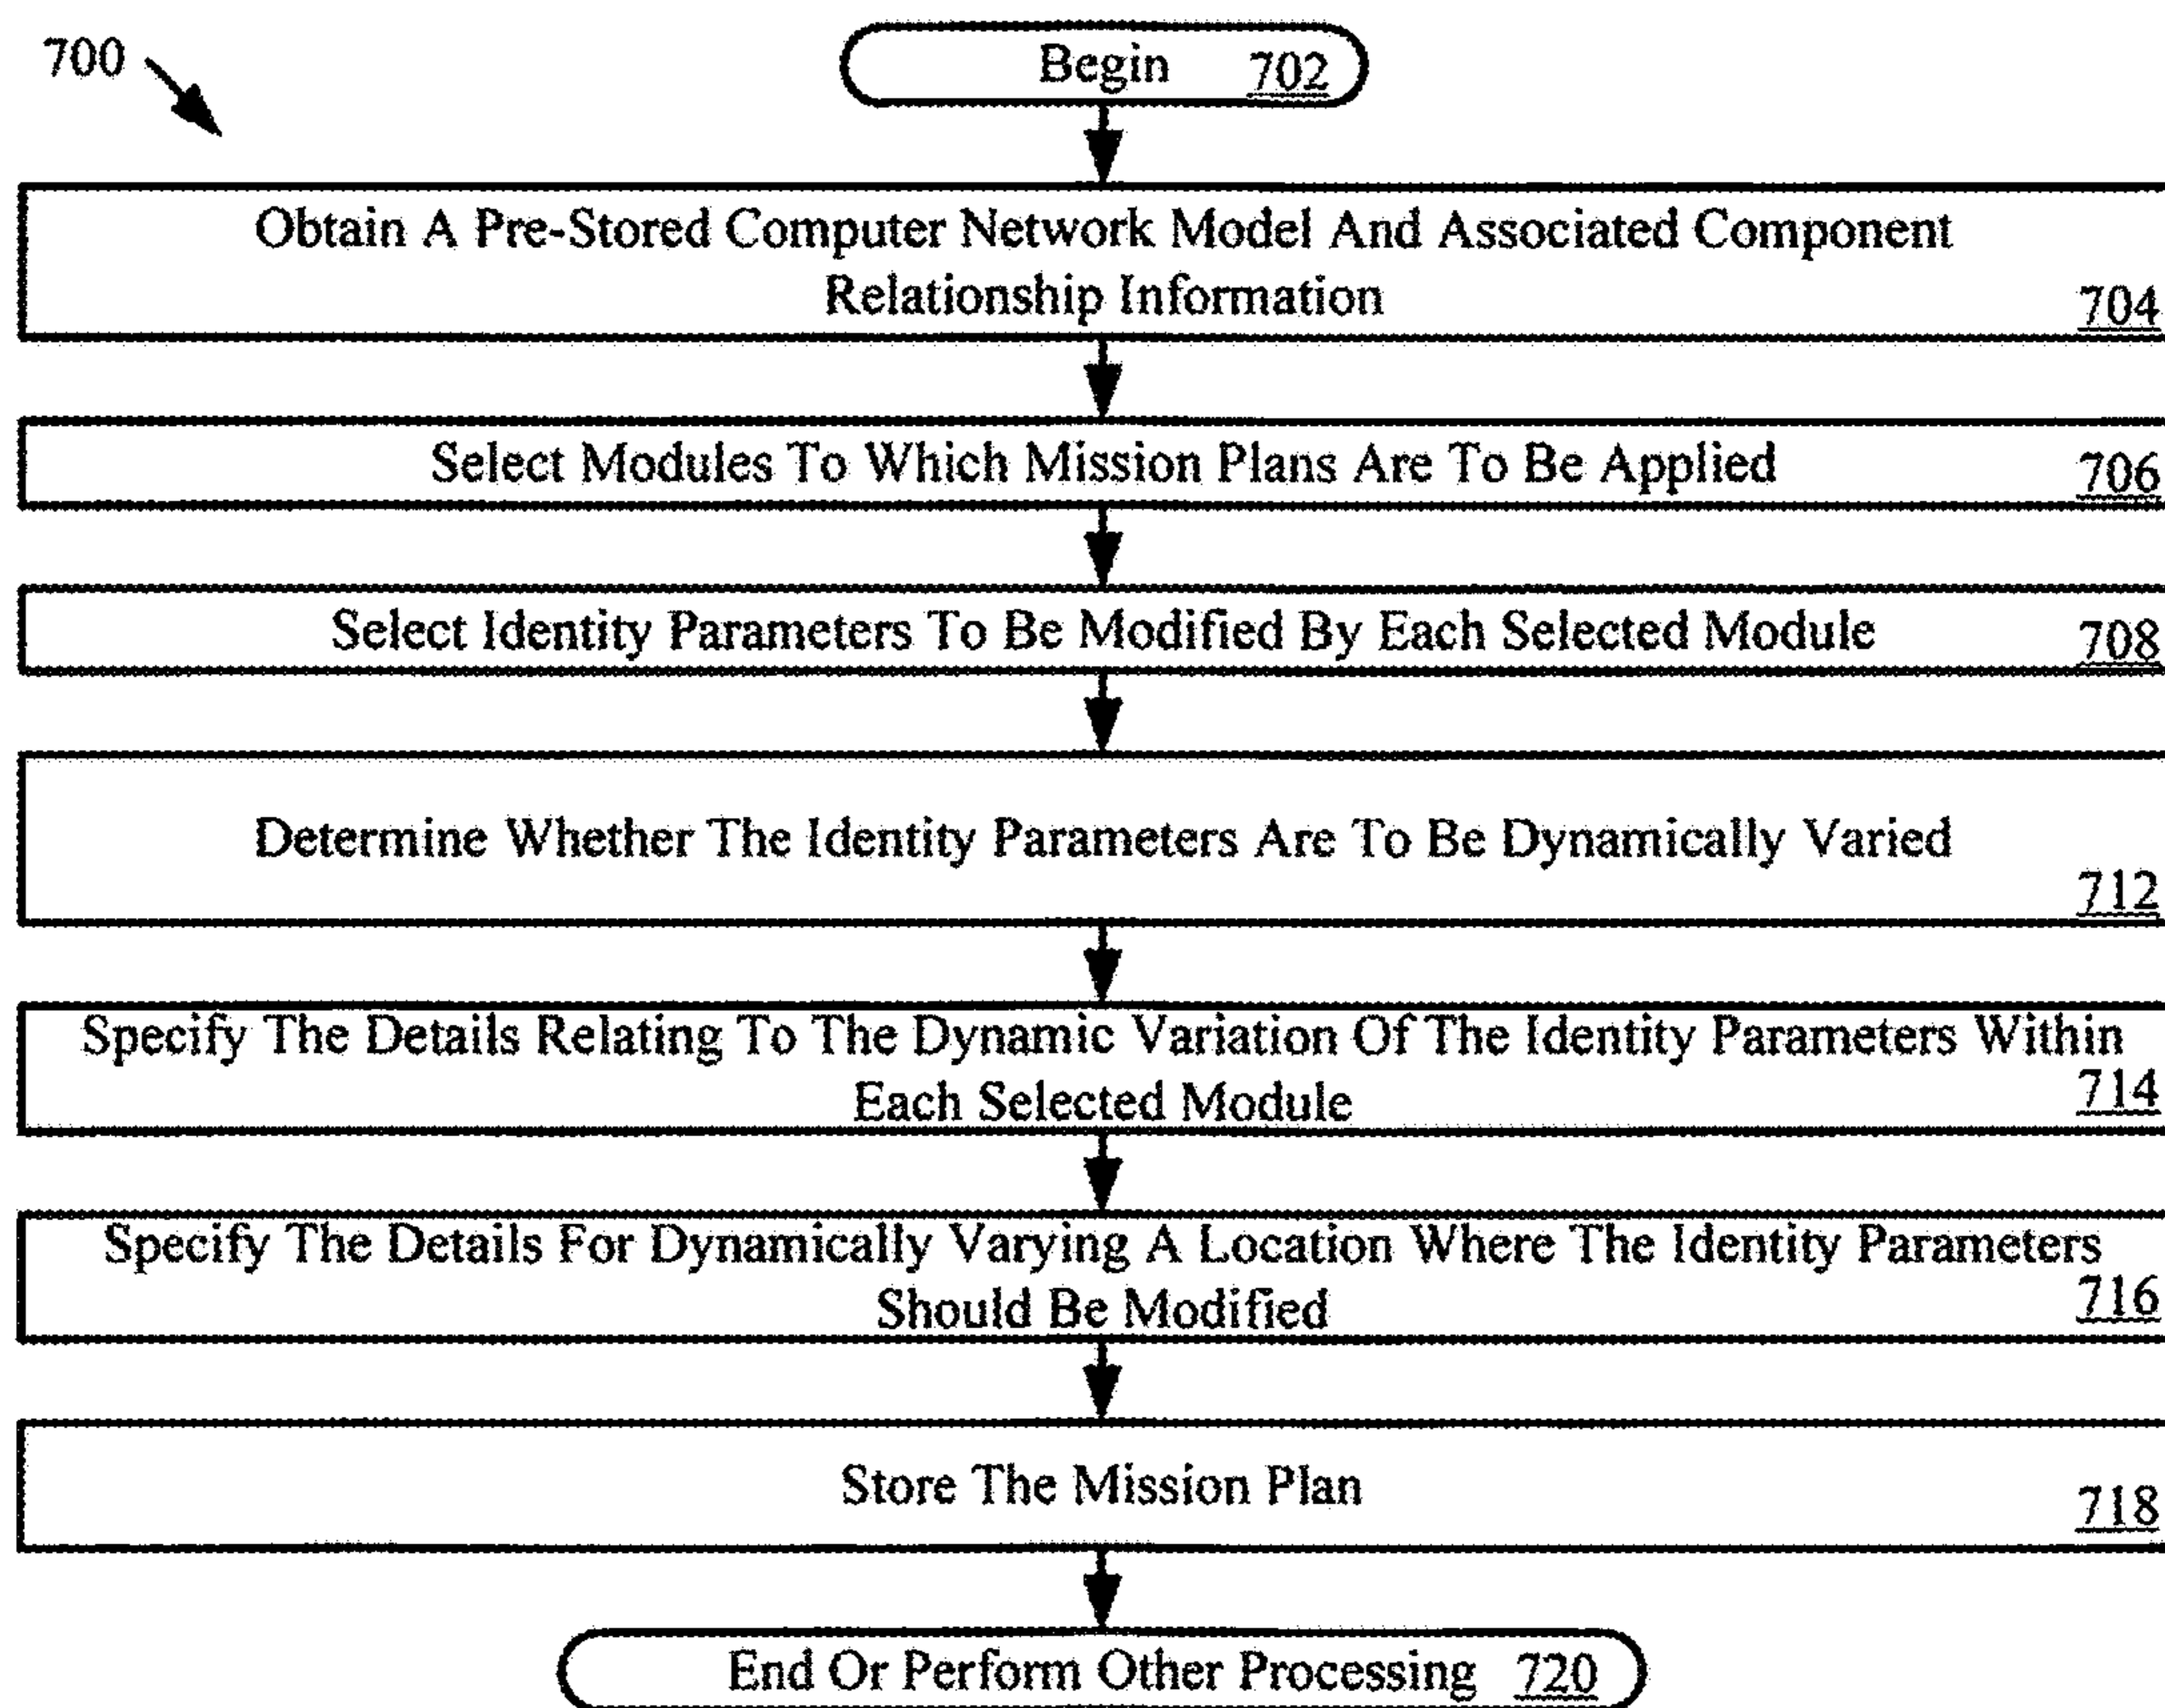 700
Begin 702
Obtain A Pre-Stored Computer Network Model And Associated Component
Relationship Information 704
Select Modules To Which Mission Plans Are To Be Applied 706
Select Identity Parameters To Be Modified By Each Selected Module 708
Determine Whether The Identity Parameters Are To Be Dynamically Varied
712
Specify The Details Relating To The Dynamic Variation Of The Identity Parameters Within
Each Selected Module 714
Specify The Details For Dynamically Varying A Location Where The Identity Parameters
Should Be Modified 716
Store The Mission Plan 718
End Or Perform Other Processing 720